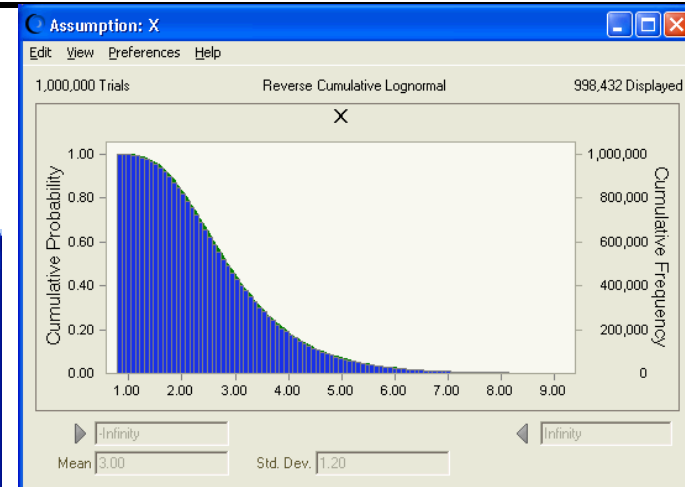 Assumption: X
Edit View Preferences Help
1,000,000 Trials Reverse Cumulative Lognormal 998,432 Displayed
X
Cumulative Probability
1.00
0.80
0.60
0.40
0.20
0.00
1,000,000
800,000
600,000
400,000
200,000
0
Cumulative Frequency
1.00 2.00 3.00 4.00 5.00 6.00 7.00 8.00 9.00
-Infinity Infinity
Mean 3.00 Std. Dev. 1.20